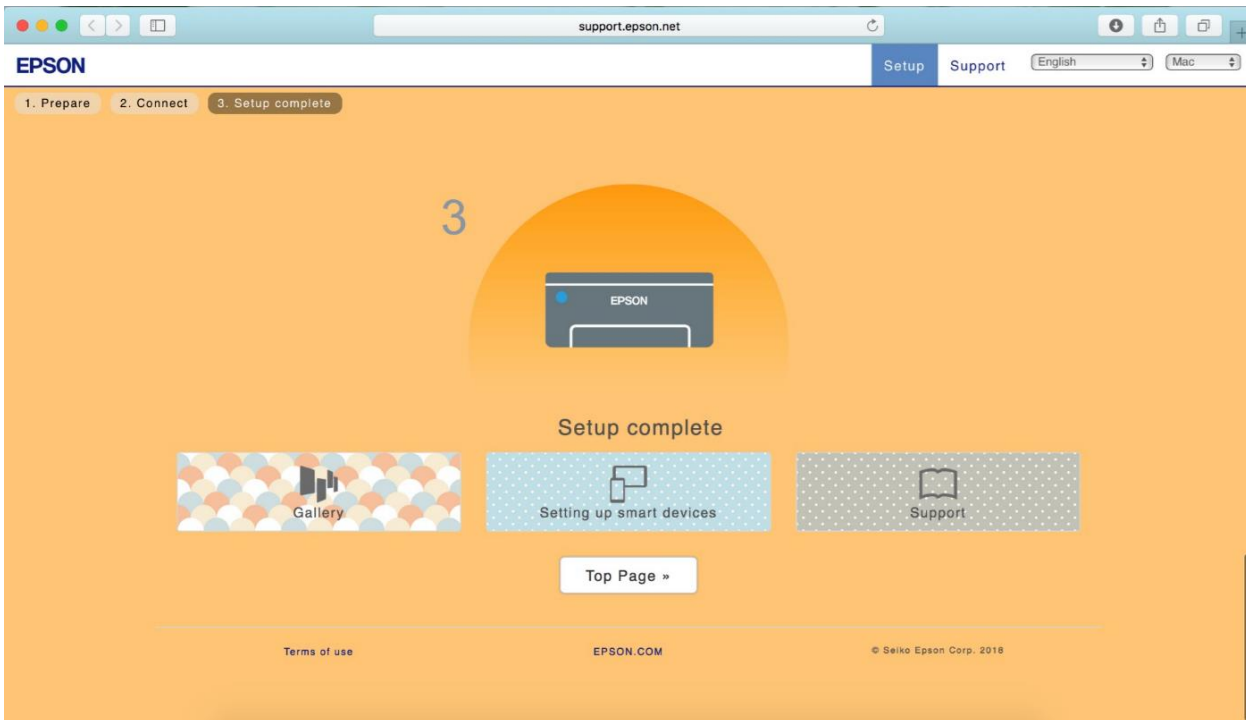 support.epson.net
EPSON
Setup
Support
English
Mac
1. Prepare
2. Connect
3. Setup complete
3
EPSON
Setup complete
Gallery
Setting up smart devices
Support
Top Page »
Terms of use
EPSON.COM
© Seiko Epson Corp. 2018